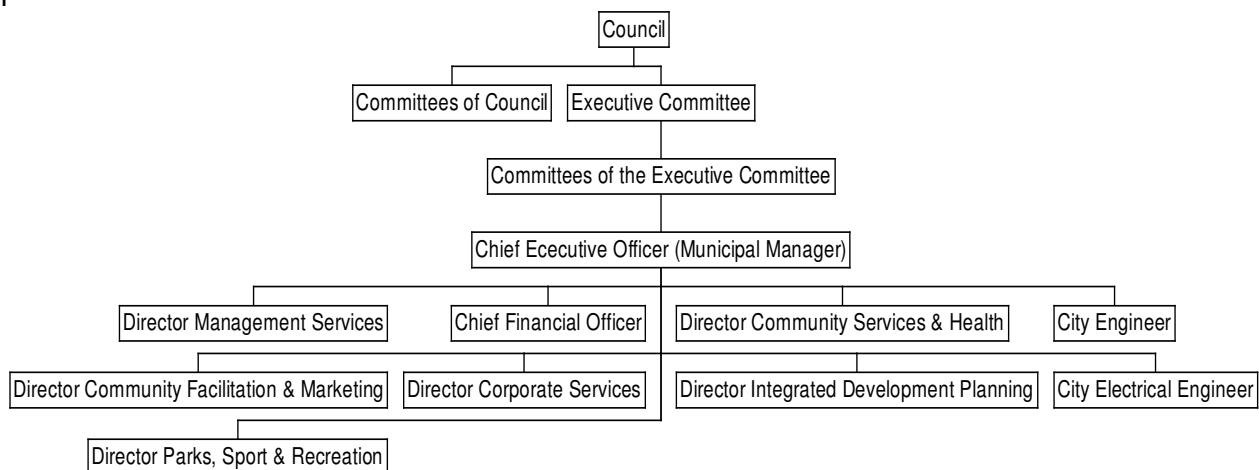 Council
Committees of Council
Executive Committee
Committees of the Executive Committee
Chief Ececutive Officer (Municipal Manager)
Director Management Services
Chief Financial Officer
Director Community Services & Health
City Engineer
Director Community Facilitation & Marketing
Director Corporate Services
Director Integrated Development Planning
City Electrical Engineer
Director Parks, Sport & Recreation